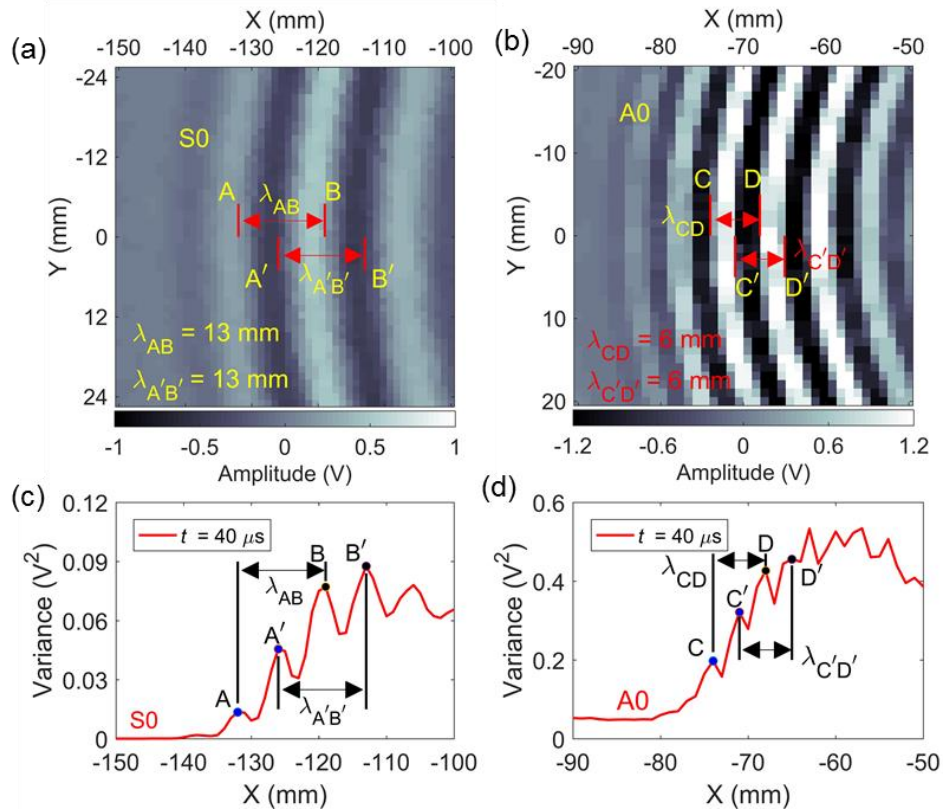 (a)
X (mm)
-150 -140 -130 -120 -110 -100
Y (mm)
-24
-12
0
12
24
S0
A
λAB
B
A′
λA′B′
B′
λAB = 13 mm
λA′B′ = 13 mm
-1 -0.5 0 0.5 1
Amplitude (V)
(b)
X (mm)
-90 -80 -70 -60 -50
Y (mm)
-20
-10
0
10
20
A0
C D
λCD
λC′D′
C′ D′
λCD = 6 mm
λC′D′ = 6 mm
-1.2 -0.6 0 0.6 1.2
Amplitude (V)
(c)
Variance (V2)
0.12
0.09
0.06
0.03
0
t = 40 μs
B B′
λAB
A′
A
λA′B′
S0
-150 -140 -130 -120 -110 -100
X (mm)
(d)
Variance (V2)
0.6
0.4
0.2
0
t = 40 μs
D
λCD
D′
C′
C
λC′D′
A0
-90 -80 -70 -60 -50
X (mm)